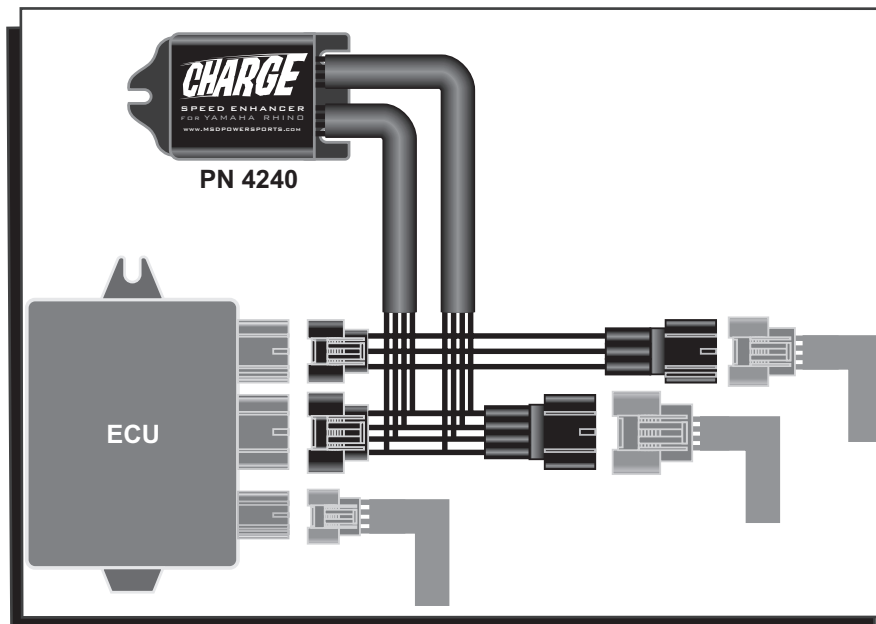 CHARGE
SPEED ENHANCER
FOR YAMAHA RHINO
WWW.MSDPOWERSPORTS.COM
PN 4240
ECU